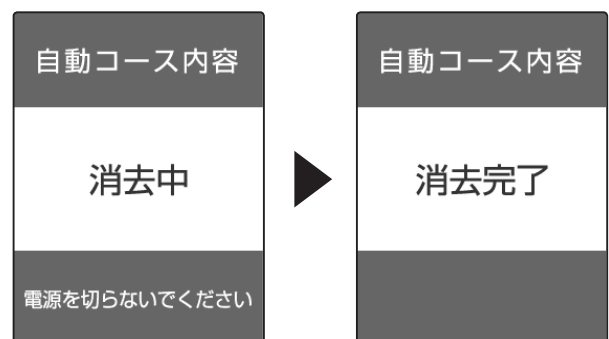 自動コース内容
消去中
電源を切らないでください
自動コース内容
消去完了